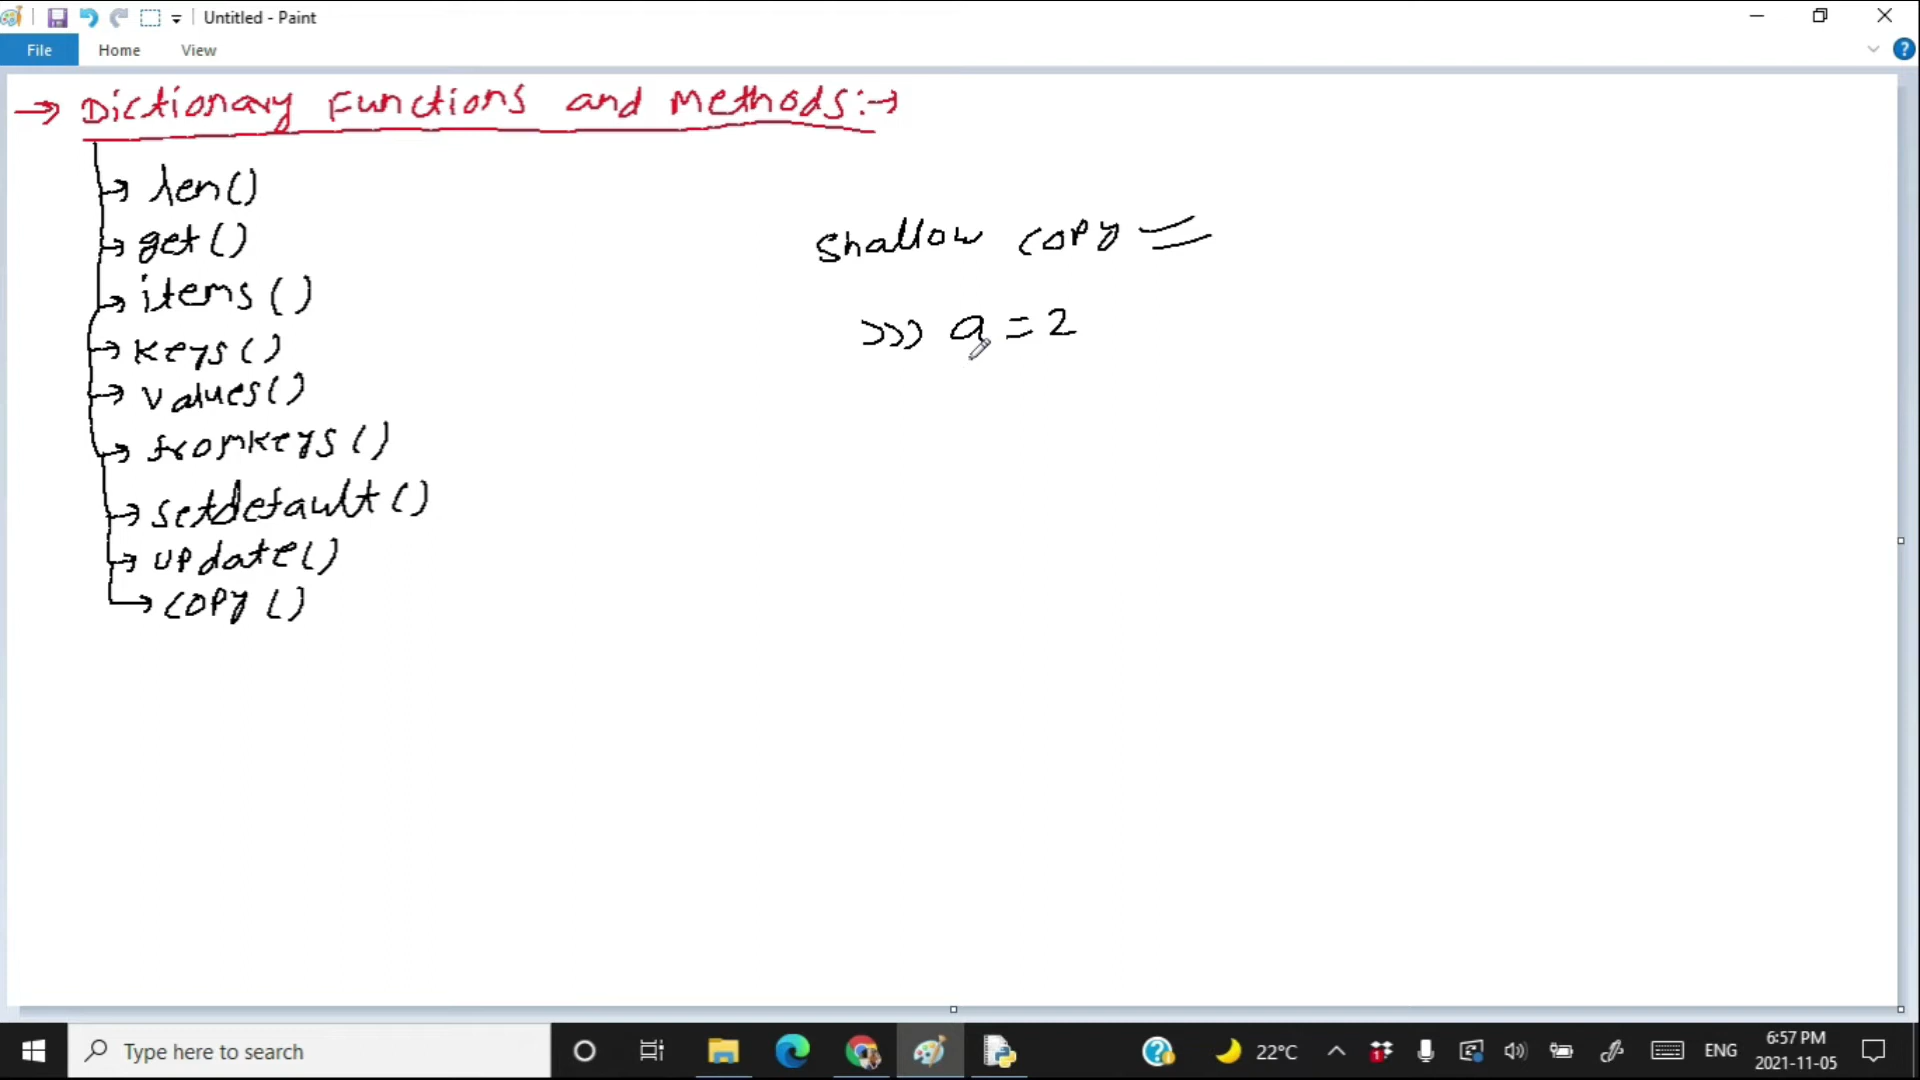 Untitled - Paint
File Home View
→ Dictionary Functions and Methods:→
→ len()
→ get()
→ items()
→ keys()
→ values()
→ fromkeys()
→ setdefault()
→ update()
→ copy()
Shallow copy
>>> a = 2
Type here to search
22°C
ENG
6:57 PM
2021-11-05